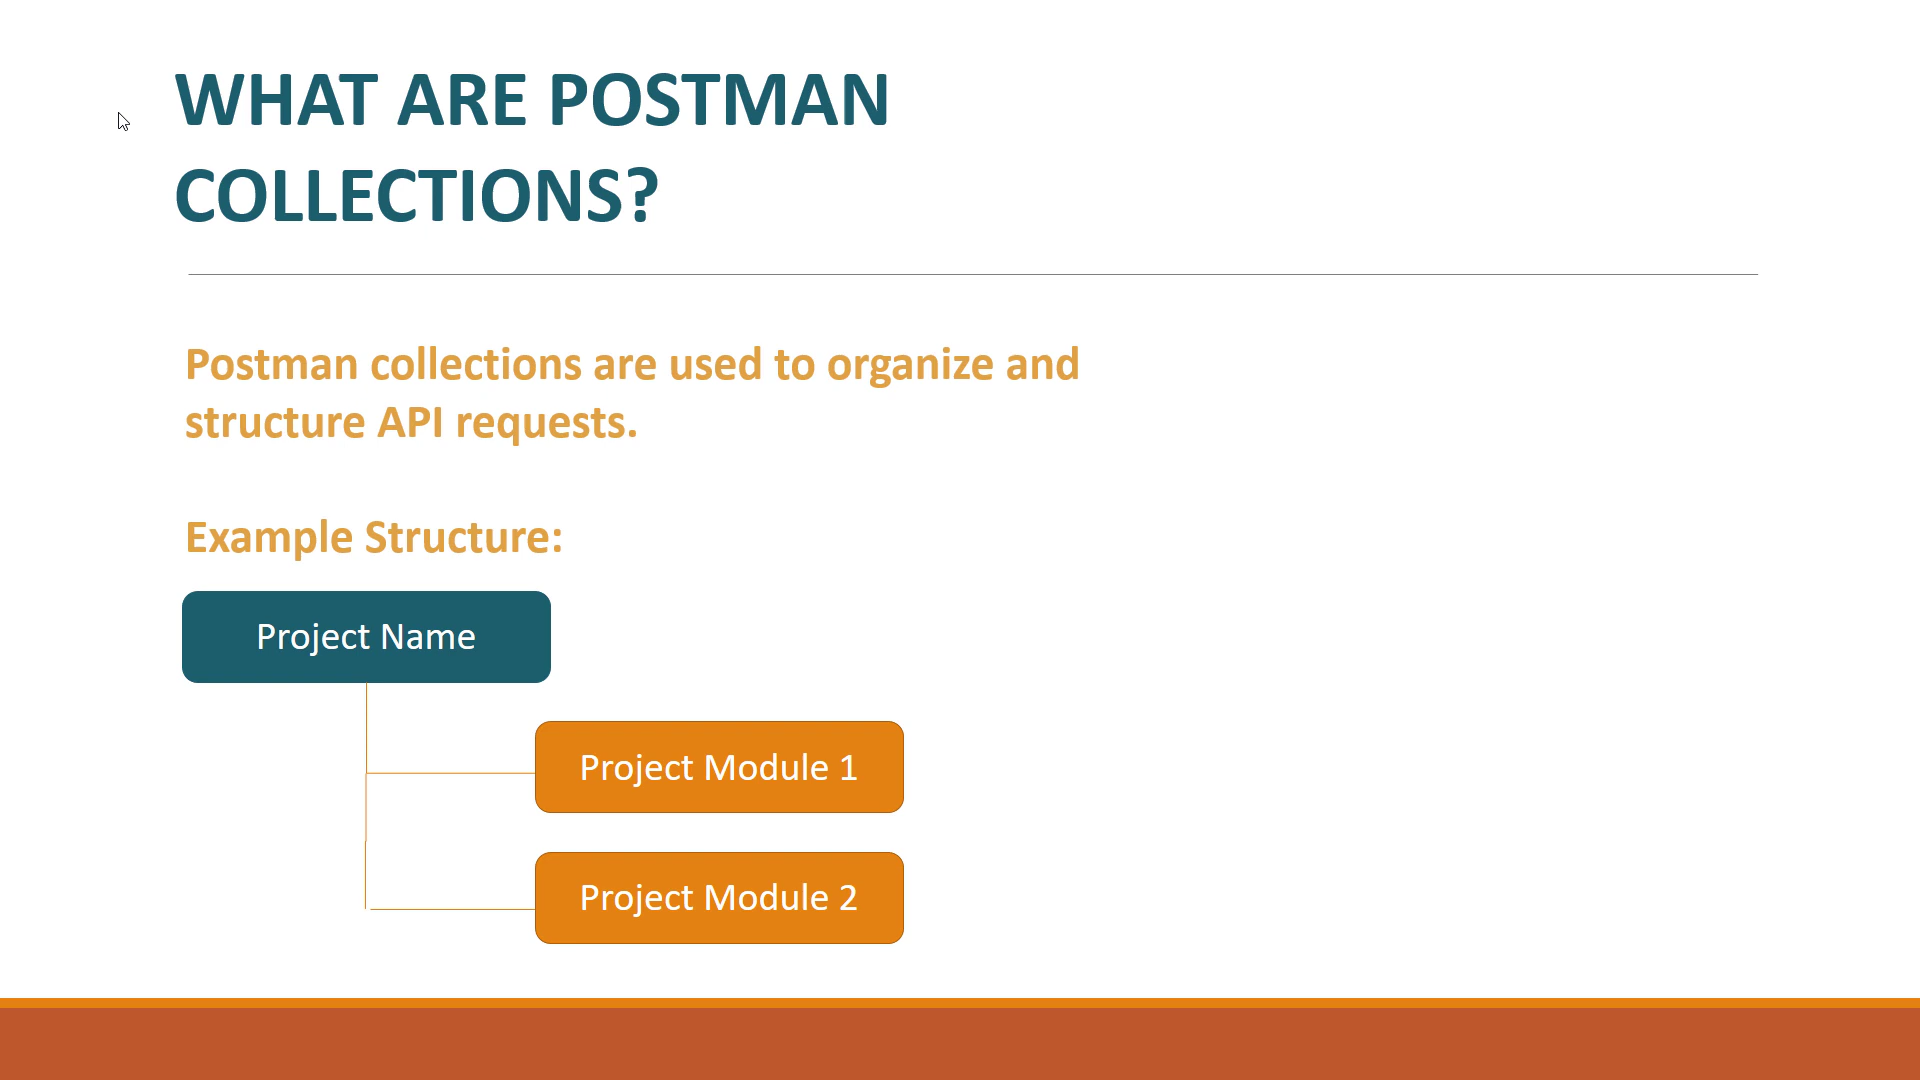 WHAT ARE POSTMAN
COLLECTIONS?
Postman collections are used to organize and
structure API requests.
Example Structure:
Project Name
Project Module 1
Project Module 2